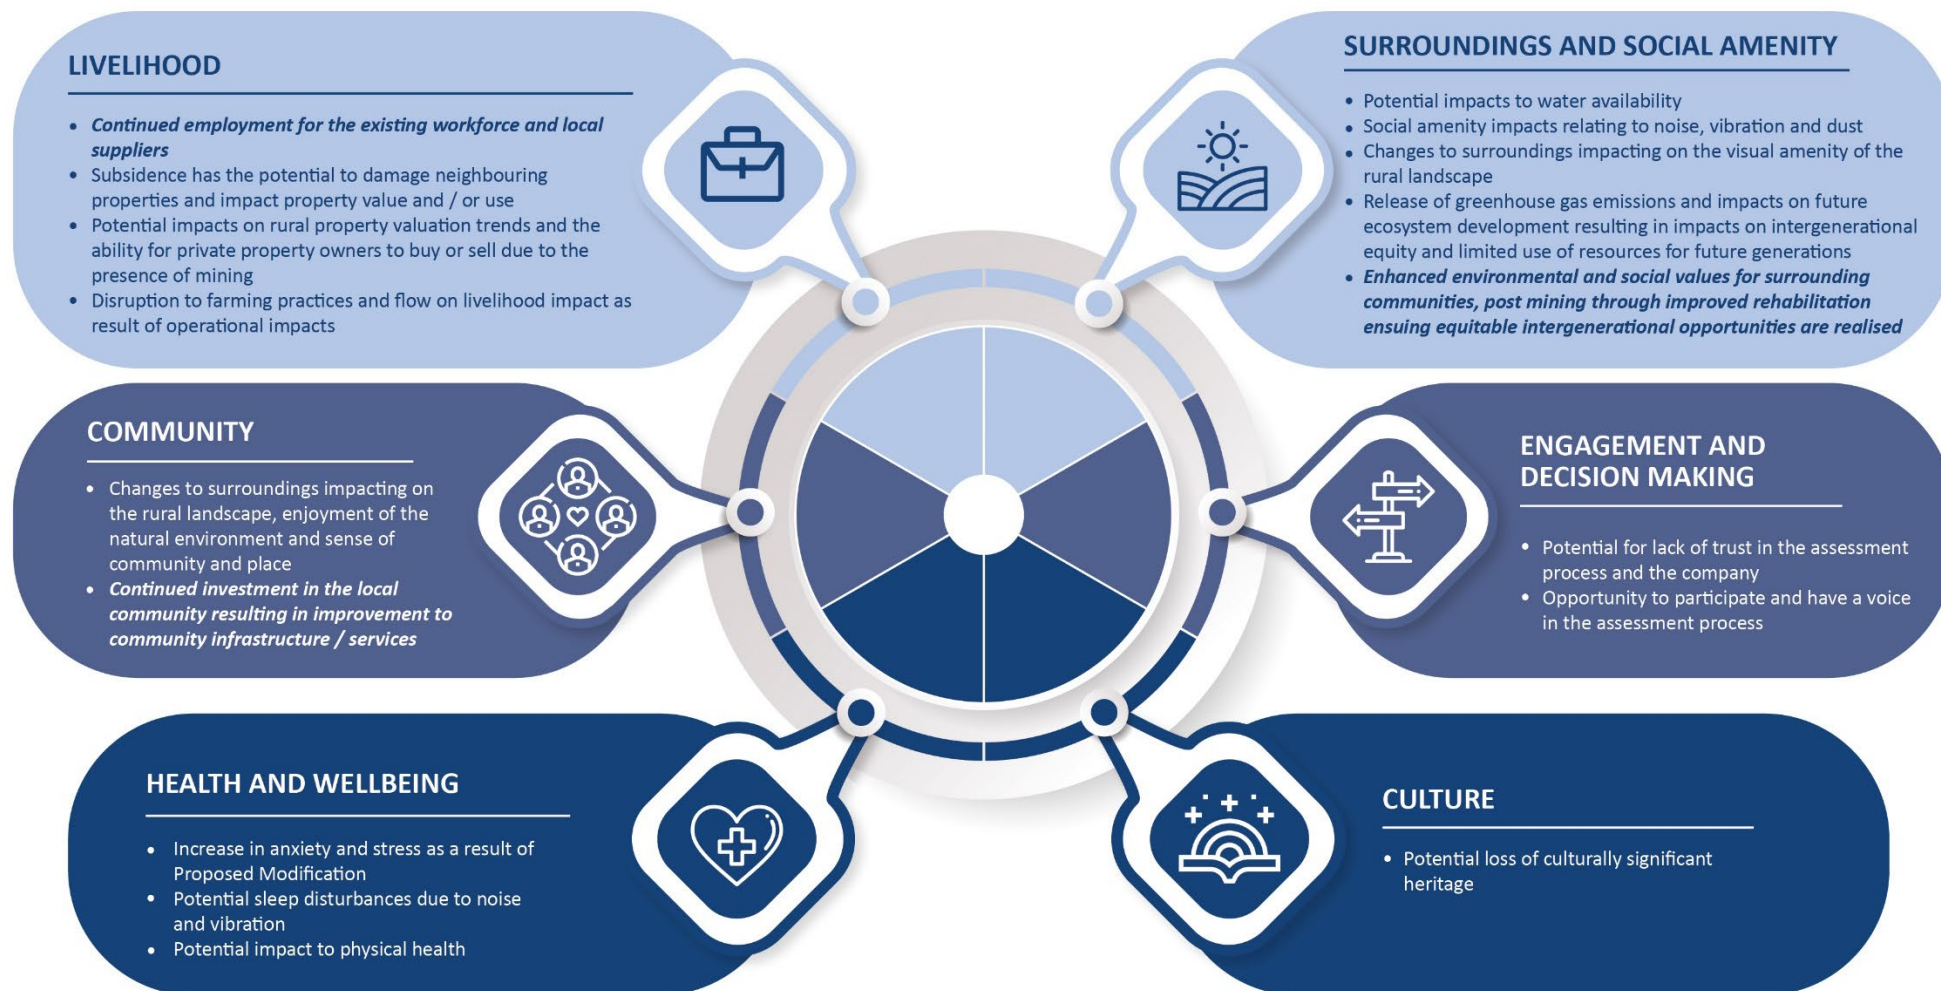 LIVELIHOOD
• Continued employment for the existing workforce and local
suppliers
• Subsidence has the potential to damage neighbouring
properties and impact property value and / or use
• Potential impacts on rural property valuation trends and the
ability for private property owners to buy or sell due to the
presence of mining
• Disruption to farming practices and flow on livelihood impact as
result of operational impacts
SURROUNDINGS AND SOCIAL AMENITY
• Potential impacts to water availability
• Social amenity impacts relating to noise, vibration and dust
• Changes to surroundings impacting on the visual amenity of the
rural landscape
• Release of greenhouse gas emissions and impacts on future
ecosystem development resulting in impacts on intergenerational
equity and limited use of resources for future generations
• Enhanced environmental and social values for surrounding
communities, post mining through improved rehabilitation
ensuing equitable intergenerational opportunities are realised
COMMUNITY
• Changes to surroundings impacting on
the rural landscape, enjoyment of the
natural environment and sense of
community and place
• Continued investment in the local
community resulting in improvement to
community infrastructure / services
ENGAGEMENT AND
DECISION MAKING
• Potential for lack of trust in the assessment
process and the company
• Opportunity to participate and have a voice
in the assessment process
HEALTH AND WELLBEING
• Increase in anxiety and stress as a result of
Proposed Modification
• Potential sleep disturbances due to noise
and vibration
• Potential impact to physical health
CULTURE
• Potential loss of culturally significant
heritage